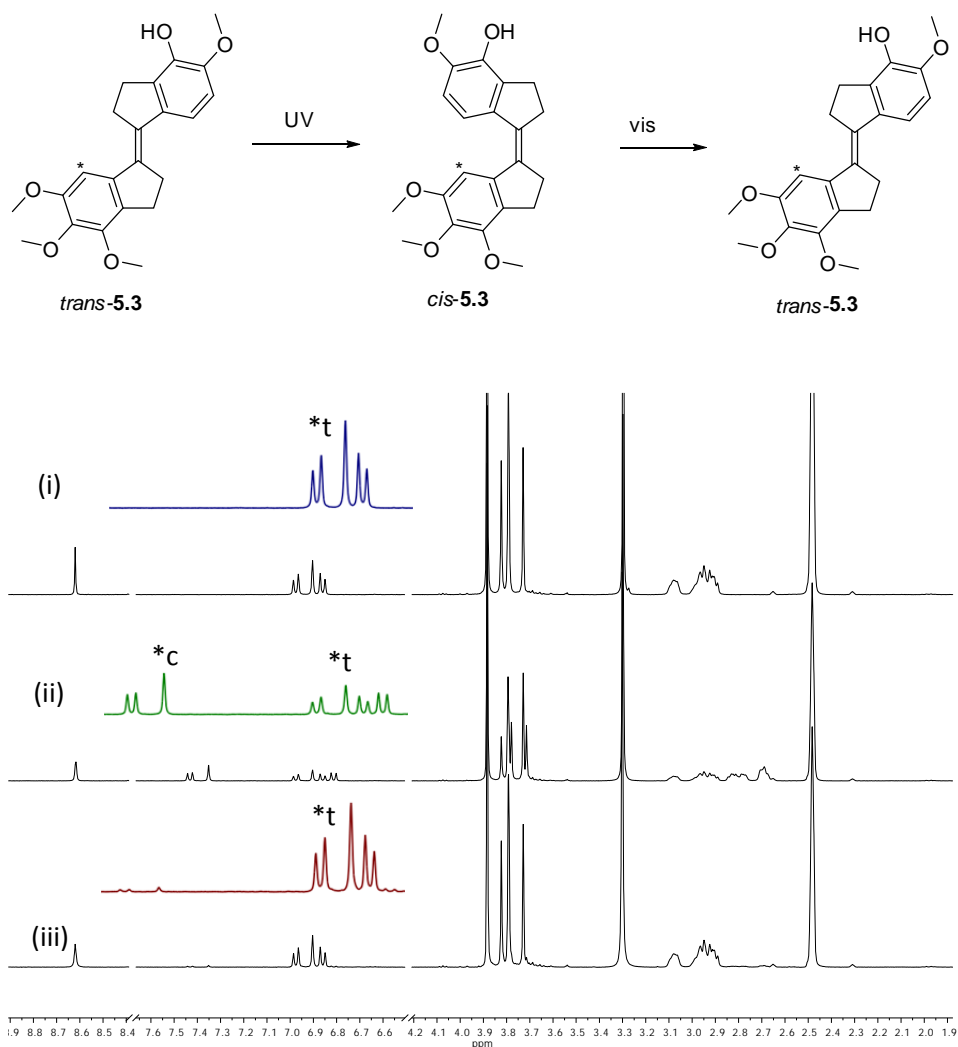 HO
O
OH
O
HO
O
UV
vis
*
*
*
O
O
O
O
O
O
O
O
O
trans-5.3
cis-5.3
trans-5.3
*t
(i)
*c
*t
(ii)
*t
(iii)
3.9 8.8 8.7 8.6 8.5 8.4 7.6 7.5 7.4 7.3 7.2 7.1 7.0 6.9 6.8 6.7 6.6 4.2 4.1 4.0 3.9 3.8 3.7 3.6 3.5 3.4 3.3 3.2 3.1 3.0 2.9 2.8 2.7 2.6 2.5 2.4 2.3 2.2 2.1 2.0 1.9
ppm